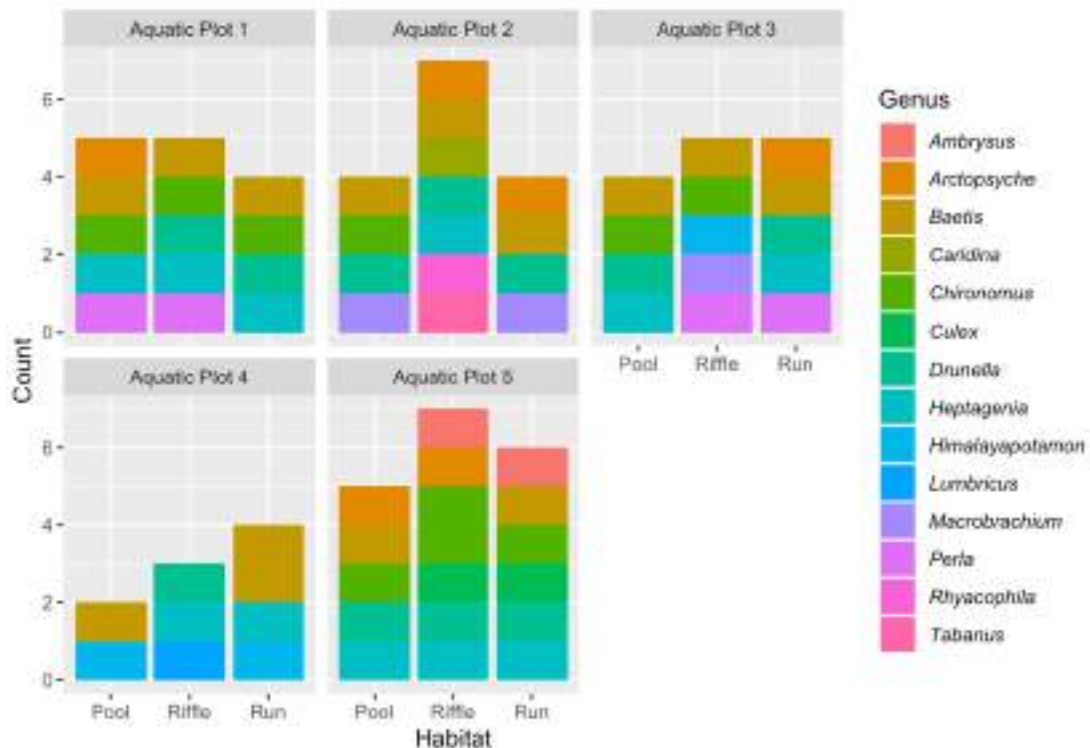 Aquatic Plot 1
Aquatic Plot 2
Aquatic Plot 3
6
4
2
0
Pool
Riffle
Run
Count
Aquatic Plot 4
Aquatic Plot 5
6
4
2
0
Pool
Riffle
Run
Pool
Riffle
Run
Habitat
Genus
Ambrysus
Arctopsyche
Baetis
Caridina
Chironomus
Culex
Drunella
Heptagenia
Himalayapotamon
Lumbricus
Macrobrachium
Perla
Rhyacophila
Tabanus